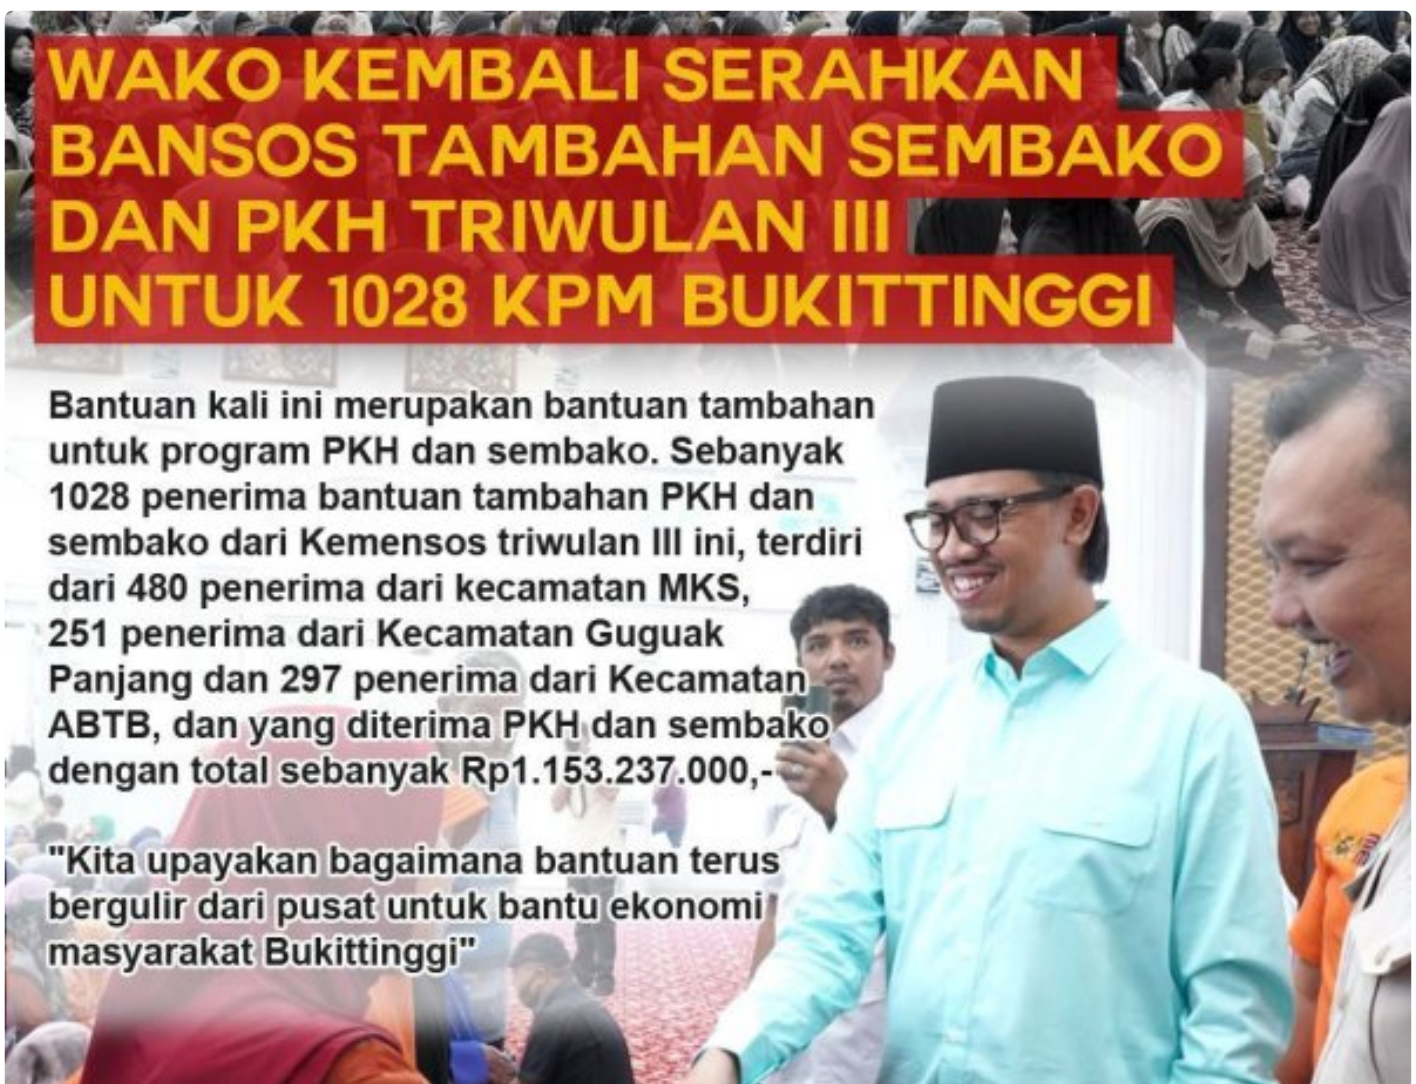 WAKO KEMBALI SERAHKAN
BANSOS TAMBAHAN SEMBAKO
DAN PKH TRIWULAN III
UNTUK 1028 KPM BUKITTINGGI
Bantuan kali ini merupakan bantuan tambahan
untuk program PKH dan sembako. Sebanyak
1028 penerima bantuan tambahan PKH dan
sembako dari Kemensos triwulan III ini, terdiri
dari 480 penerima dari kecamatan MKS,
251 penerima dari Kecamatan Guguak
Panjang dan 297 penerima dari Kecamatan
ABTB, dan yang diterima PKH dan sembako
dengan total sebanyak Rp1.153.237.000,-
"Kita upayakan bagaimana bantuan terus
bergulir dari pusat untuk bantu ekonomi
masyarakat Bukittinggi"